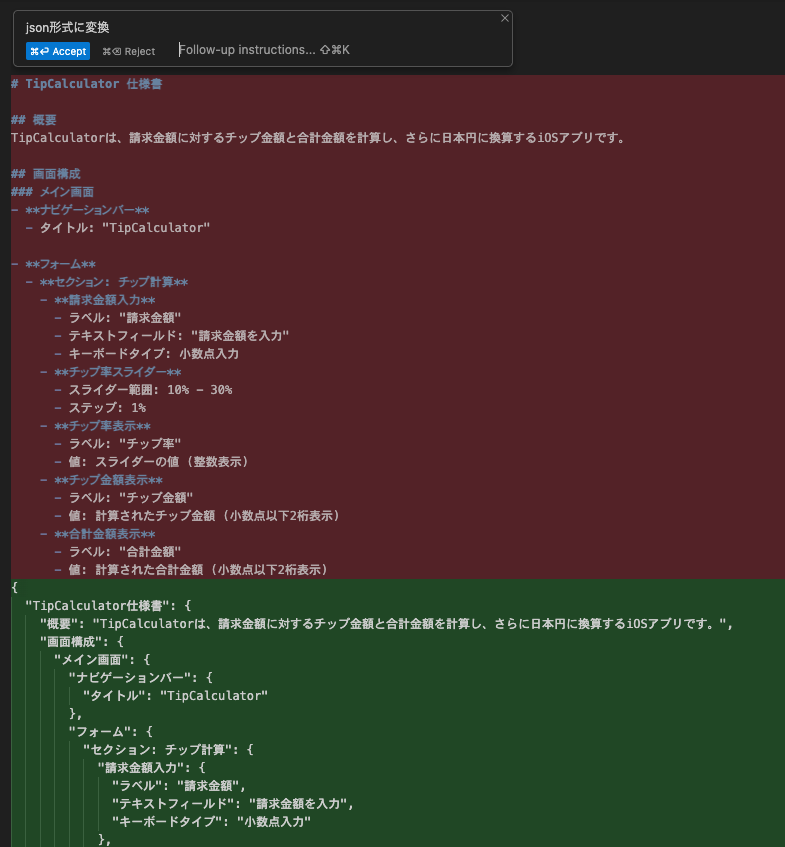 json形式に変換
⌘⏎ Accept ⌘⌫ Reject Follow-up instructions... ⇧⌘K
# TipCalculator 仕様書
## 概要
TipCalculatorは、請求金額に対するチップ金額と合計金額を計算し、さらに日本円に換算するiOSアプリです。
## 画面構成
### メイン画面
- **ナビゲーションバー**
  - タイトル: "TipCalculator"
- **フォーム**
  - **セクション: チップ計算**
    - **請求金額入力**
      - ラベル: "請求金額"
      - テキストフィールド: "請求金額を入力"
      - キーボードタイプ: 小数点入力
    - **チップ率スライダー**
      - スライダー範囲: 10% - 30%
      - ステップ: 1%
    - **チップ率表示**
      - ラベル: "チップ率"
      - 値: スライダーの値 (整数表示)
    - **チップ金額表示**
      - ラベル: "チップ金額"
      - 値: 計算されたチップ金額 (小数点以下2桁表示)
    - **合計金額表示**
      - ラベル: "合計金額"
      - 値: 計算された合計金額 (小数点以下2桁表示)
{
  "TipCalculator仕様書": {
    "概要": "TipCalculatorは、請求金額に対するチップ金額と合計金額を計算し、さらに日本円に換算するiOSアプリです。",
    "画面構成": {
      "メイン画面": {
        "ナビゲーションバー": {
          "タイトル": "TipCalculator"
        },
        "フォーム": {
          "セクション: チップ計算": {
            "請求金額入力": {
              "ラベル": "請求金額",
              "テキストフィールド": "請求金額を入力",
              "キーボードタイプ": "小数点入力"
            },